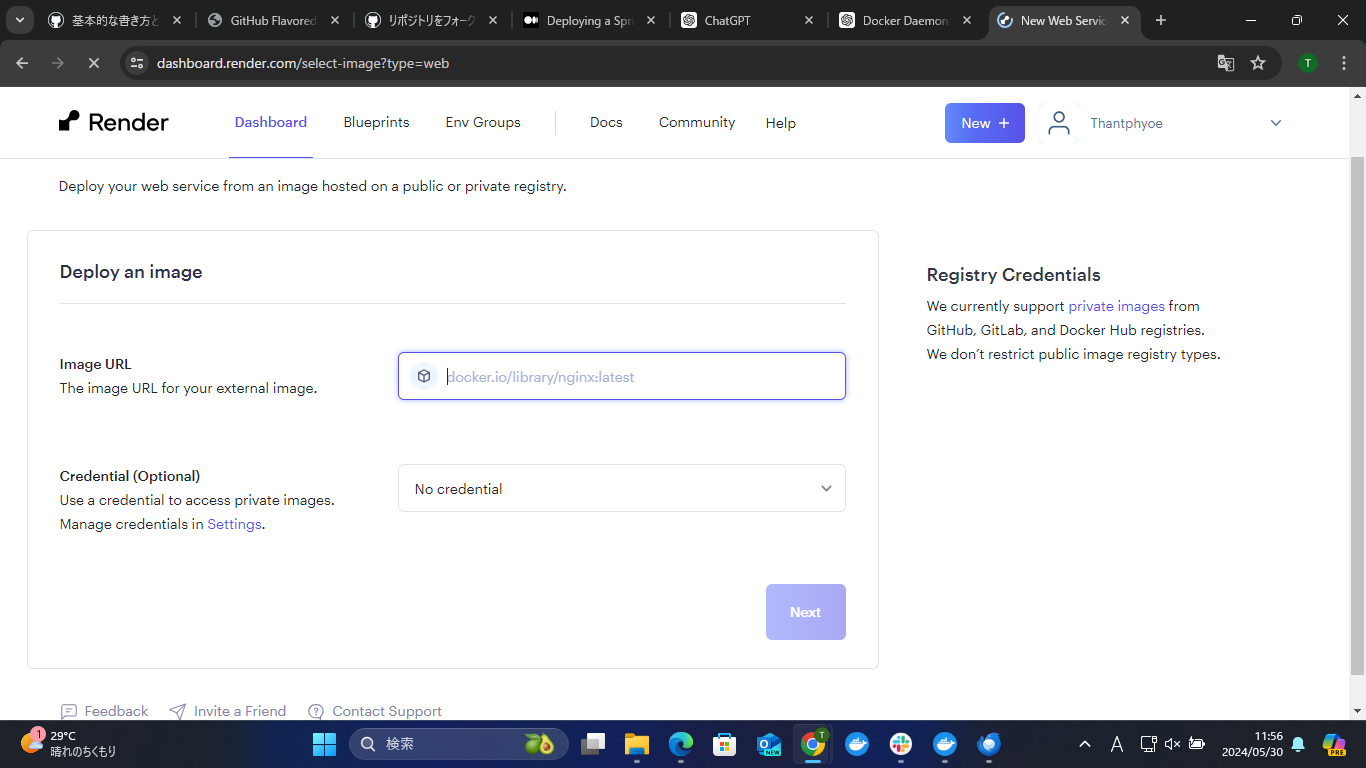 基本的な書き方と
GitHub Flavored
リポジトリをフォーク
Deploying a Spri
ChatGPT
Docker Daemon
New Web Servic
dashboard.render.com/select-image?type=web
T
Render
Dashboard
Blueprints
Env Groups
Docs
Community
Help
New +
Thantphyoe
Deploy your web service from an image hosted on a public or private registry.
Deploy an image
Image URL
The image URL for your external image.
docker.io/library/nginx:latest
Credential (Optional)
Use a credential to access private images.
Manage credentials in Settings.
No credential
Next
Registry Credentials
We currently support private images from
GitHub, GitLab, and Docker Hub registries.
We don't restrict public image registry types.
Feedback
Invite a Friend
Contact Support
1
29°C
晴れのちくもり
検索
NEW
T
A
11:56
2024/05/30
PRE